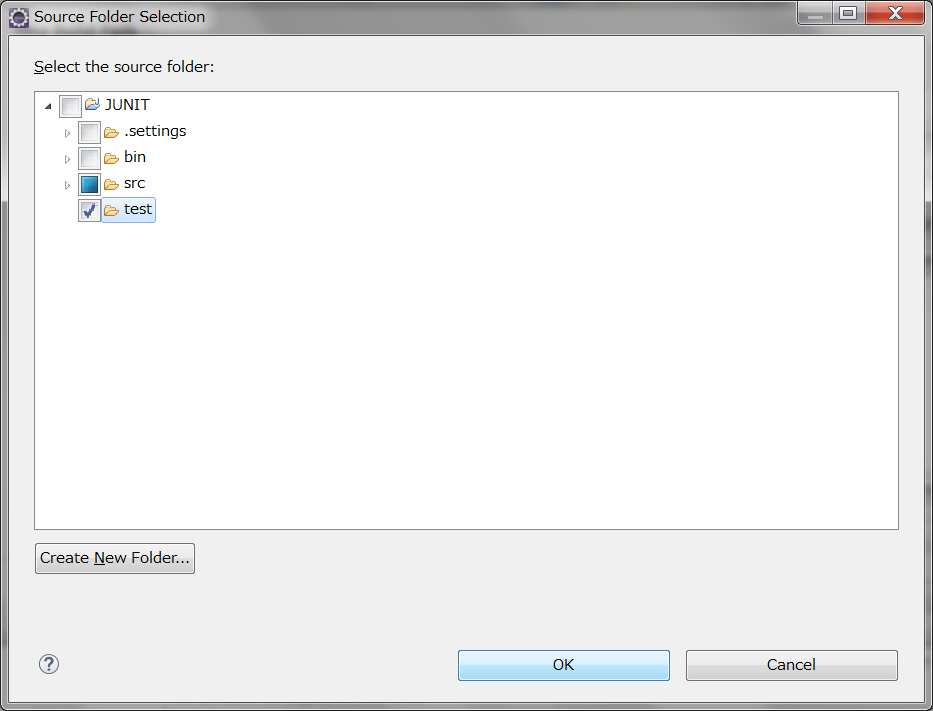 Source Folder Selection
Select the source folder:
JUNIT
.settings
bin
src
test
Create New Folder...
?
OK
Cancel